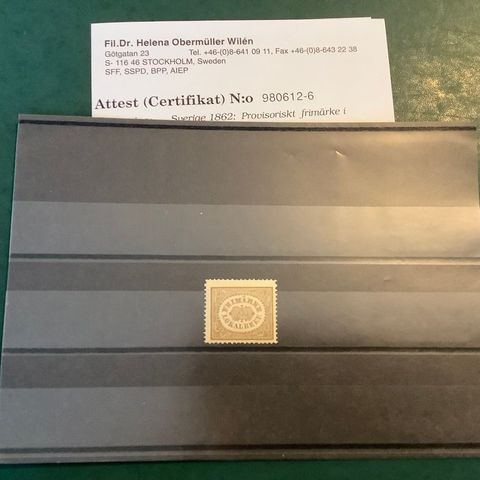 Fil.Dr. Helena Obermüller Wilén
Götgatan 23 Tel. +46-(0)8-641 09 11, Fax +46-(0)8-643 22 38
S- 116 46 STOCKHOLM, Sweden
SFF, SSPD, BPP, AIEP
Attest (Certifikat) N:o 980612-6
Sverige 1862: Provisoriskt frimärke i
FRIMÄRKE
LOKALBREF